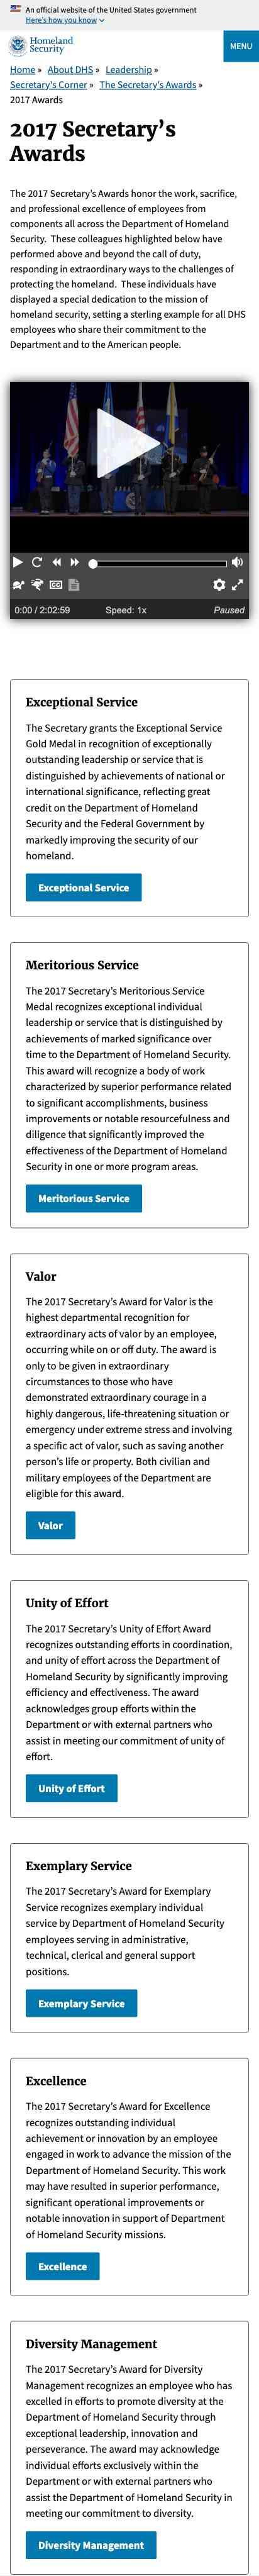 An official website of the United States government
Here's how you know
Homeland
Security
MENU
Home » About DHS » Leadership »
Secretary's Corner » The Secretary's Awards »
2017 Awards
2017 Secretary's
Awards
The 2017 Secretary's Awards honor the work, sacrifice,
and professional excellence of employees from
components all across the Department of Homeland
Security.  These colleagues highlighted below have
performed above and beyond the call of duty,
responding in extraordinary ways to the challenges of
protecting the homeland.  These individuals have
displayed a special dedication to the mission of
homeland security, setting a sterling example for all DHS
employees who share their commitment to the
Department and to the American people.
0:00 / 2:02:59 Speed: 1x Paused
Exceptional Service
The Secretary grants the Exceptional Service
Gold Medal in recognition of exceptionally
outstanding leadership or service that is
distinguished by achievements of national or
international significance, reflecting great
credit on the Department of Homeland
Security and the Federal Government by
markedly improving the security of our
homeland.
Exceptional Service
Meritorious Service
The 2017 Secretary's Meritorious Service
Medal recognizes exceptional individual
leadership or service that is distinguished by
achievements of marked significance over
time to the Department of Homeland Security.
This award will recognize a body of work
characterized by superior performance related
to significant accomplishments, business
improvements or notable resourcefulness and
diligence that significantly improved the
effectiveness of the Department of Homeland
Security in one or more program areas.
Meritorious Service
Valor
The 2017 Secretary's Award for Valor is the
highest departmental recognition for
extraordinary acts of valor by an employee,
occurring while on or off duty. The award is
only to be given in extraordinary
circumstances to those who have
demonstrated extraordinary courage in a
highly dangerous, life-threatening situation or
emergency under extreme stress and involving
a specific act of valor, such as saving another
person's life or property. Both civilian and
military employees of the Department are
eligible for this award.
Valor
Unity of Effort
The 2017 Secretary's Unity of Effort Award
recognizes outstanding efforts in coordination,
and unity of effort across the Department of
Homeland Security by significantly improving
efficiency and effectiveness. The award
acknowledges group efforts within the
Department or with external partners who
assist in meeting our commitment of unity of
effort.
Unity of Effort
Exemplary Service
The 2017 Secretary's Award for Exemplary
Service recognizes exemplary individual
service by Department of Homeland Security
employees serving in administrative,
technical, clerical and general support
positions.
Exemplary Service
Excellence
The 2017 Secretary's Award for Excellence
recognizes outstanding individual
achievement or innovation by an employee
engaged in work to advance the mission of the
Department of Homeland Security. This work
may have resulted in superior performance,
significant operational improvements or
notable innovation in support of Department
of Homeland Security missions.
Excellence
Diversity Management
The 2017 Secretary's Award for Diversity
Management recognizes an employee who has
excelled in efforts to promote diversity at the
Department of Homeland Security through
exceptional leadership, innovation and
perseverance. The award may acknowledge
individual efforts exclusively within the
Department or with external partners who
assist the Department of Homeland Security in
meeting our commitment to diversity.
Diversity Management